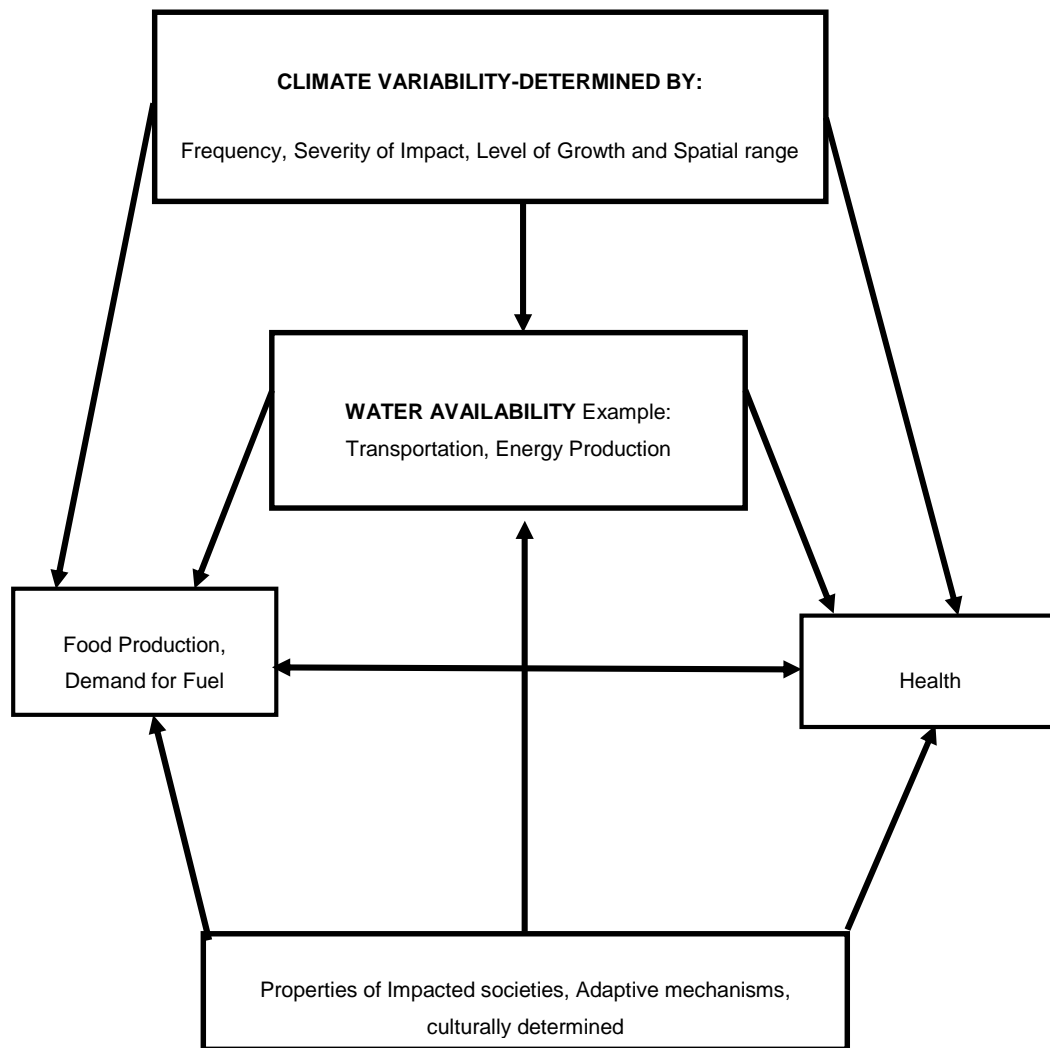 CLIMATE VARIABILITY-DETERMINED BY:
Frequency, Severity of Impact, Level of Growth and Spatial range
WATER AVAILABILITY Example:
Transportation, Energy Production
Food Production,
Demand for Fuel
Health
Properties of Impacted societies, Adaptive mechanisms,
culturally determined